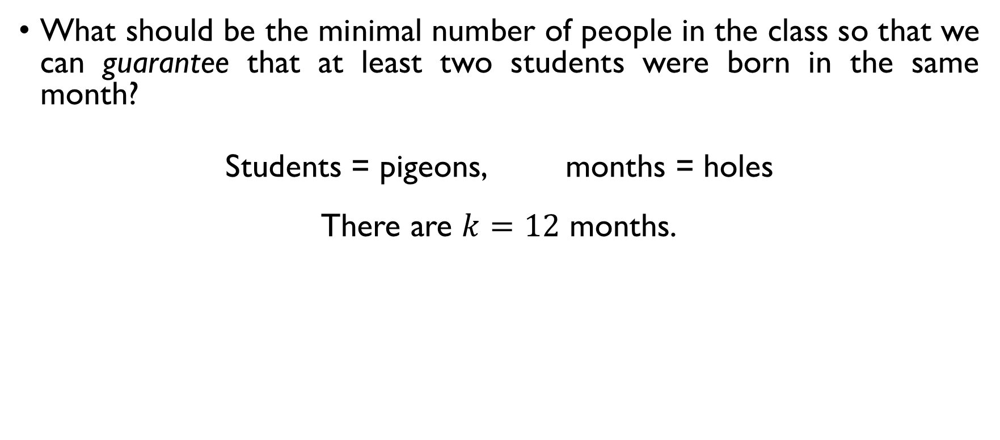 • What should be the minimal number of people in the class so that we
can guarantee that at least two students were born in the same
month?
Students = pigeons, months = holes
There are k = 12 months.